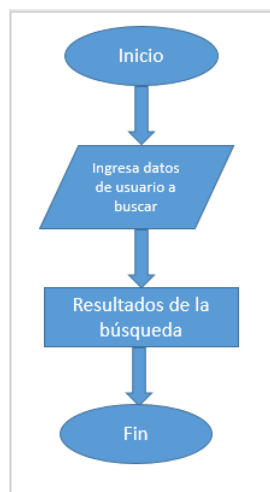 Inicio
Ingresa datos
de usuario a
buscar
Resultados de la
búsqueda
Fin